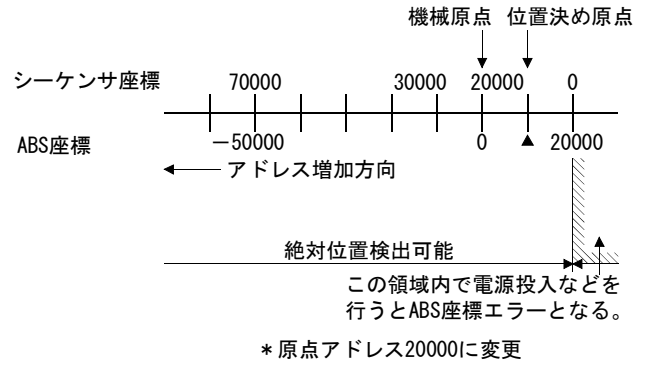 機械原点 位置決め原点
シーケンサ座標 70000 30000 20000 0
ABS座標 －50000 0 20000
アドレス増加方向
絶対位置検出可能
この領域内で電源投入などを
行うとABS座標エラーとなる。
＊原点アドレス20000に変更